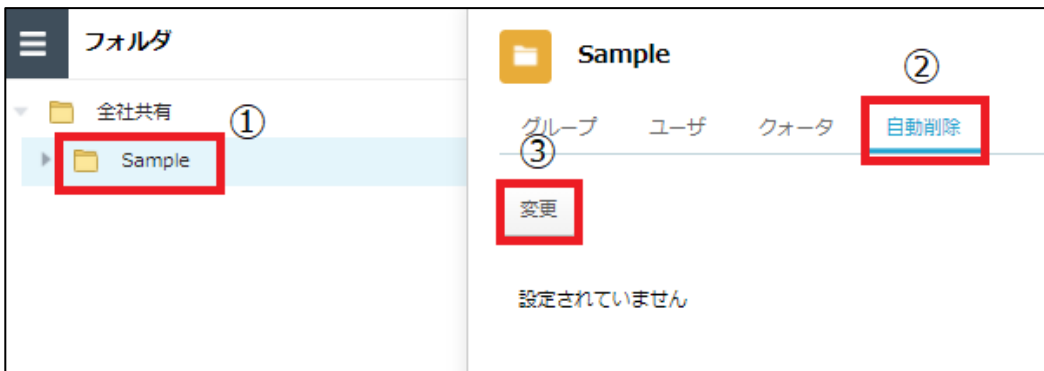 フォルダ
全社共有
①
Sample
Sample
②
グループ ユーザ クォータ 自動削除
③
変更
設定されていません